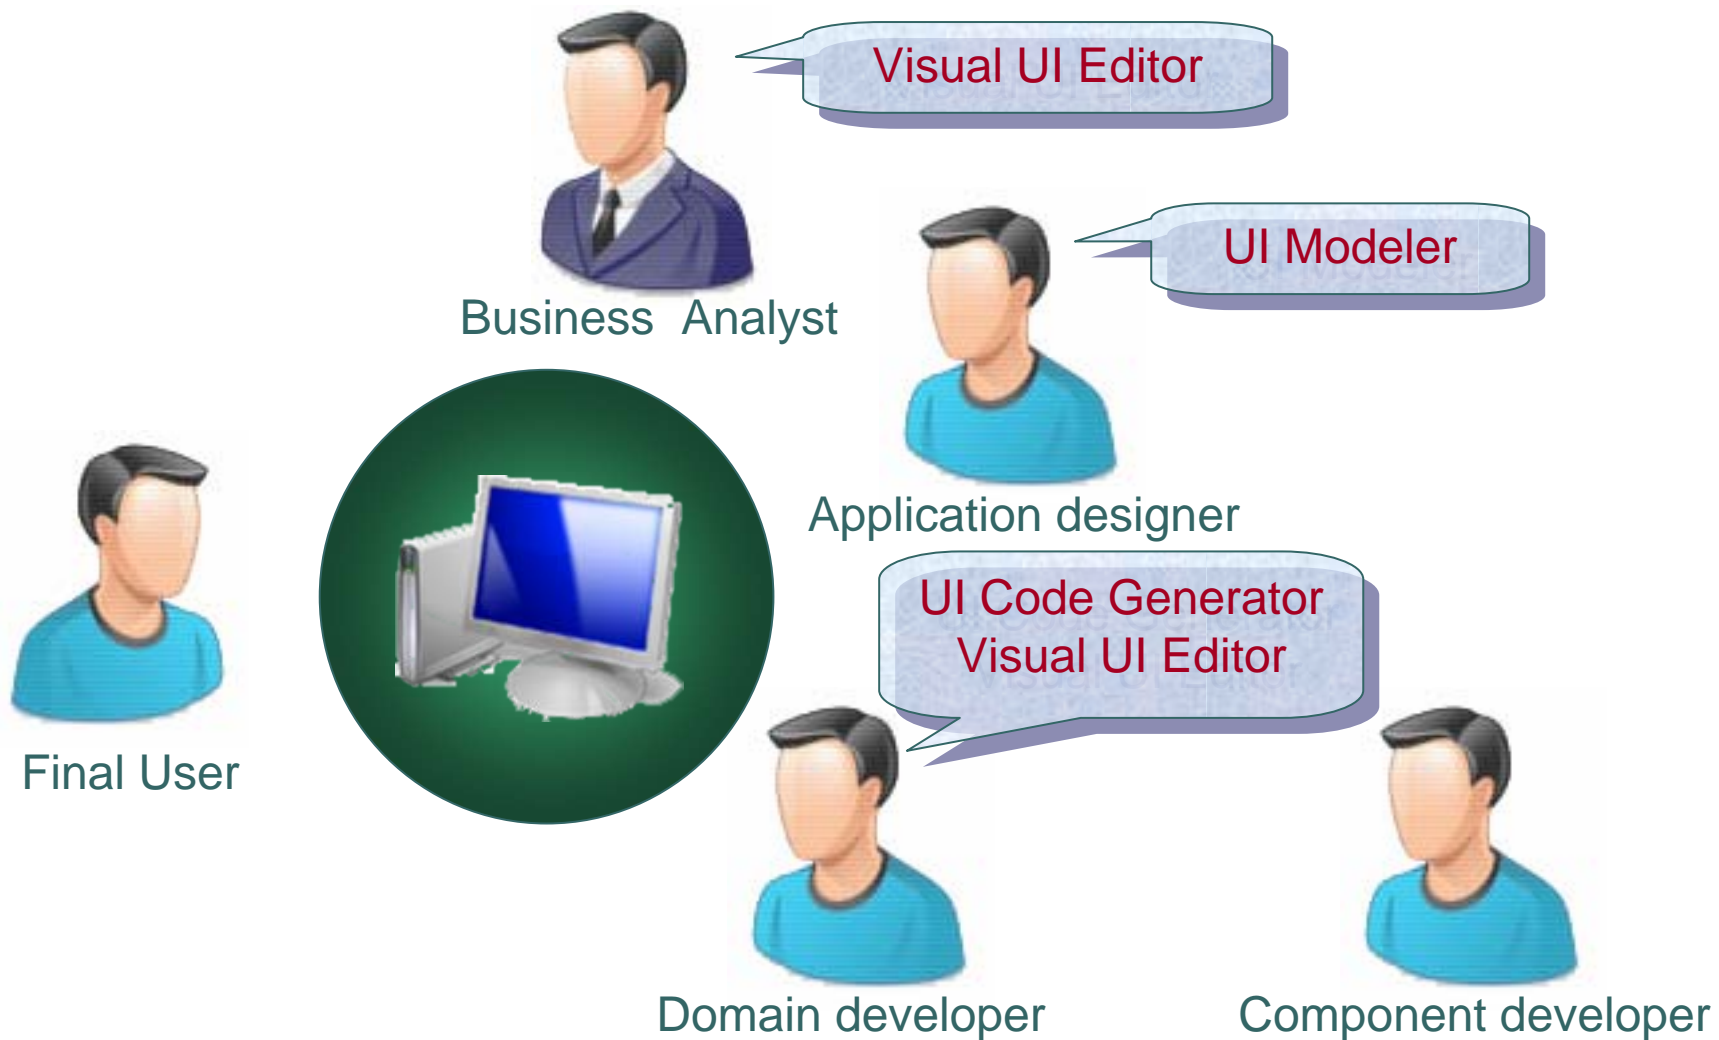 Visual UI Editor
UI Modeler
Business Analyst
Application designer
UI Code Generator
Visual UI Editor
Final User
Domain developer
Component developer